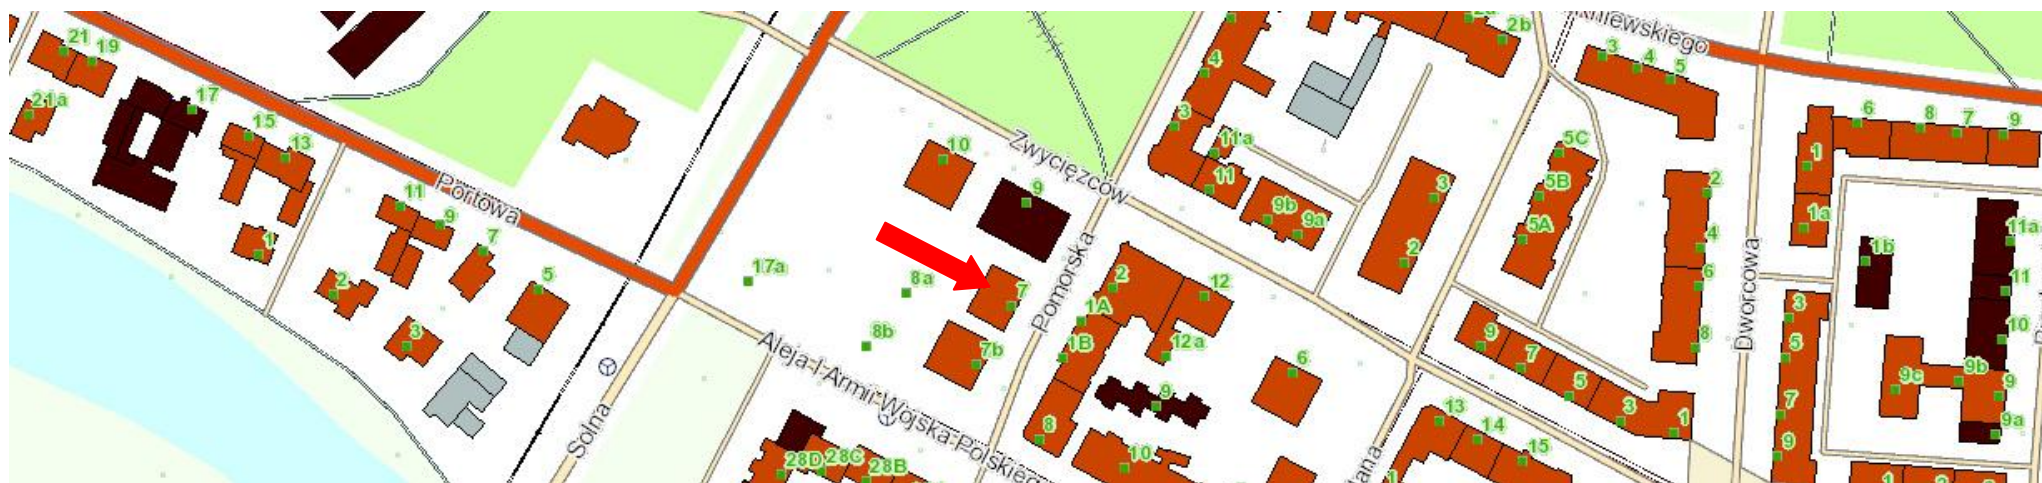 21
19
21a
17
15
13
1
11
9
7
5
2
3
Portowa
Solna
10
9
17a
8a
8b
7
7b
Zwycięzców
Pomorska
Aleja I Armii Wojska Polskie
4
3
11a
11
9b
9a
2b
3
2
2
1A
1B
12
12a
8
9
6
10
28D
28C
28B
3
4
5
5C
5B
5A
2
4
6
8
9
7
5
3
1
13
14
15
Dworcowa
6
8
7
9
1
1a
1b
11a
11
10
9b
9c
9
9a
3
5
7
9